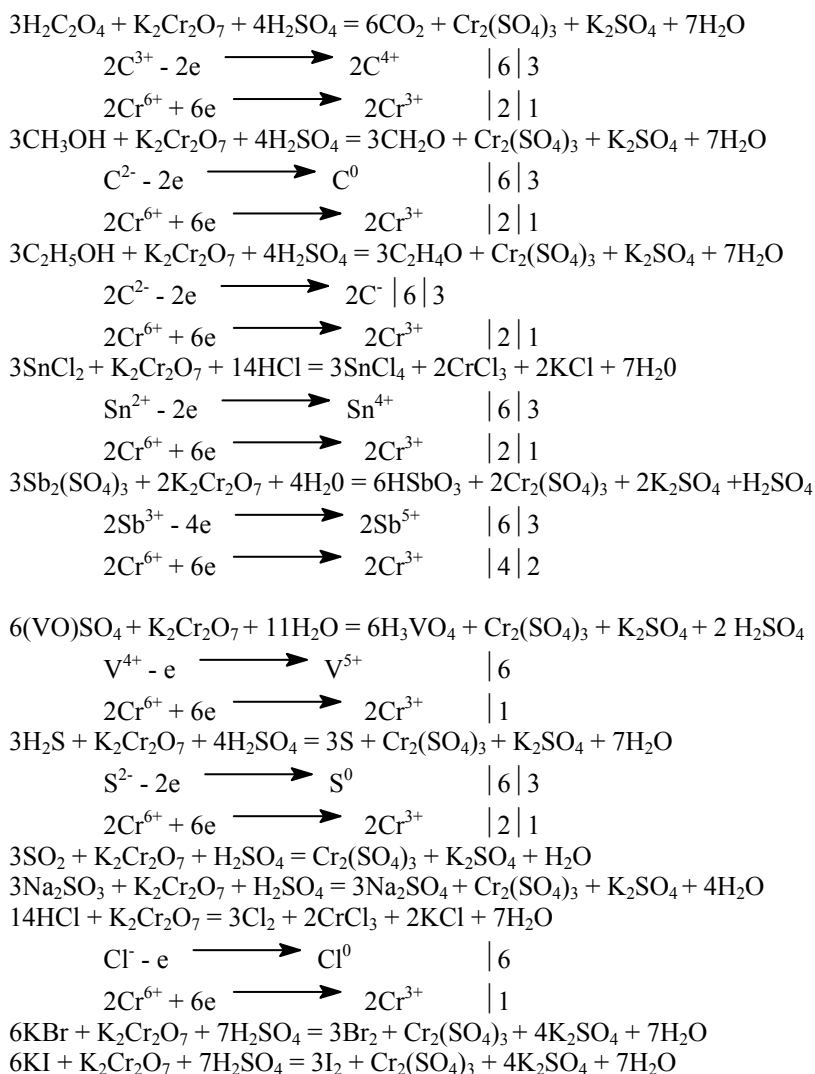 3H₂C₂O₄ + K₂Cr₂O₇ + 4H₂SO₄ = 6CO₂ + Cr₂(SO₄)₃ + K₂SO₄ + 7H₂O
2C³⁺ - 2e ⟶ 2C⁴⁺ |6|3
2Cr⁶⁺ + 6e ⟶ 2Cr³⁺ |2|1
3CH₃OH + K₂Cr₂O₇ + 4H₂SO₄ = 3CH₂O + Cr₂(SO₄)₃ + K₂SO₄ + 7H₂O
C²⁻ - 2e ⟶ C⁰ |6|3
2Cr⁶⁺ + 6e ⟶ 2Cr³⁺ |2|1
3C₂H₅OH + K₂Cr₂O₇ + 4H₂SO₄ = 3C₂H₄O + Cr₂(SO₄)₃ + K₂SO₄ + 7H₂O
2C²⁻ - 2e ⟶ 2C⁻ |6|3
2Cr⁶⁺ + 6e ⟶ 2Cr³⁺ |2|1
3SnCl₂ + K₂Cr₂O₇ + 14HCl = 3SnCl₄ + 2CrCl₃ + 2KCl + 7H₂0
Sn²⁺ - 2e ⟶ Sn⁴⁺ |6|3
2Cr⁶⁺ + 6e ⟶ 2Cr³⁺ |2|1
3Sb₂(SO₄)₃ + 2K₂Cr₂O₇ + 4H₂0 = 6HSbO₃ + 2Cr₂(SO₄)₃ + 2K₂SO₄ +H₂SO₄
2Sb³⁺ - 4e ⟶ 2Sb⁵⁺ |6|3
2Cr⁶⁺ + 6e ⟶ 2Cr³⁺ |4|2
6(VO)SO₄ + K₂Cr₂O₇ + 11H₂O = 6H₃VO₄ + Cr₂(SO₄)₃ + K₂SO₄ + 2 H₂SO₄
V⁴⁺ - e ⟶ V⁵⁺ |6
2Cr⁶⁺ + 6e ⟶ 2Cr³⁺ |1
3H₂S + K₂Cr₂O₇ + 4H₂SO₄ = 3S + Cr₂(SO₄)₃ + K₂SO₄ + 7H₂O
S²⁻ - 2e ⟶ S⁰ |6|3
2Cr⁶⁺ + 6e ⟶ 2Cr³⁺ |2|1
3SO₂ + K₂Cr₂O₇ + H₂SO₄ = Cr₂(SO₄)₃ + K₂SO₄ + H₂O
3Na₂SO₃ + K₂Cr₂O₇ + H₂SO₄ = 3Na₂SO₄ + Cr₂(SO₄)₃ + K₂SO₄ + 4H₂O
14HCl + K₂Cr₂O₇ = 3Cl₂ + 2CrCl₃ + 2KCl + 7H₂O
Cl⁻ - e ⟶ Cl⁰ |6
2Cr⁶⁺ + 6e ⟶ 2Cr³⁺ |1
6KBr + K₂Cr₂O₇ + 7H₂SO₄ = 3Br₂ + Cr₂(SO₄)₃ + 4K₂SO₄ + 7H₂O
6KI + K₂Cr₂O₇ + 7H₂SO₄ = 3I₂ + Cr₂(SO₄)₃ + 4K₂SO₄ + 7H₂O